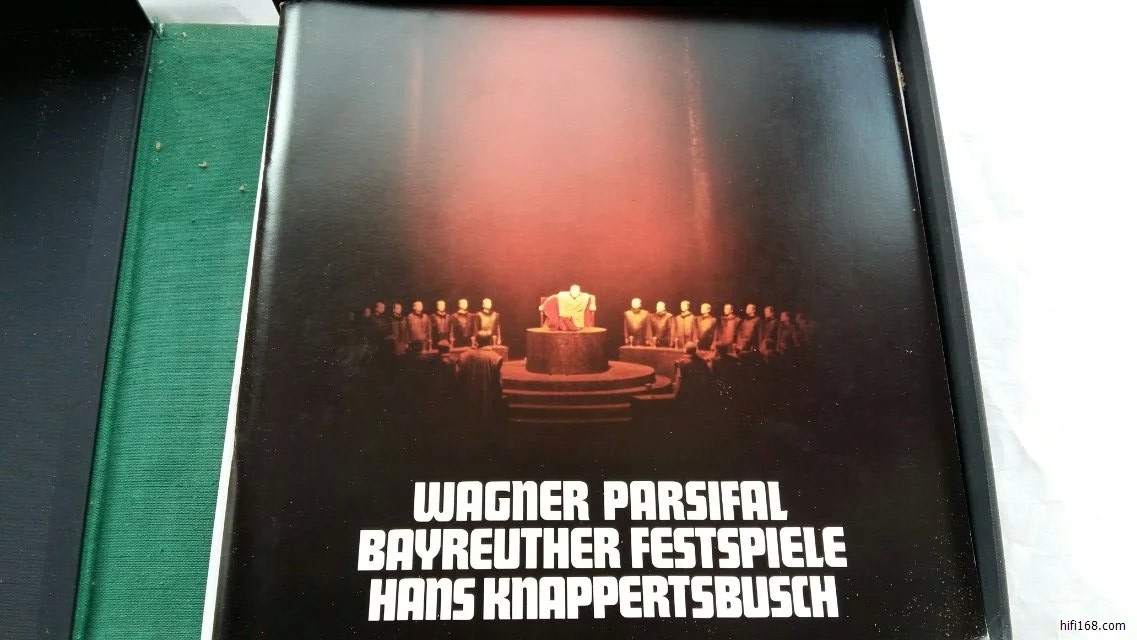 WAGNER PARSIFAL
BAYREUTHER FESTSPIELE
HANS KNAPPERTSBUSCH
hifi168.com